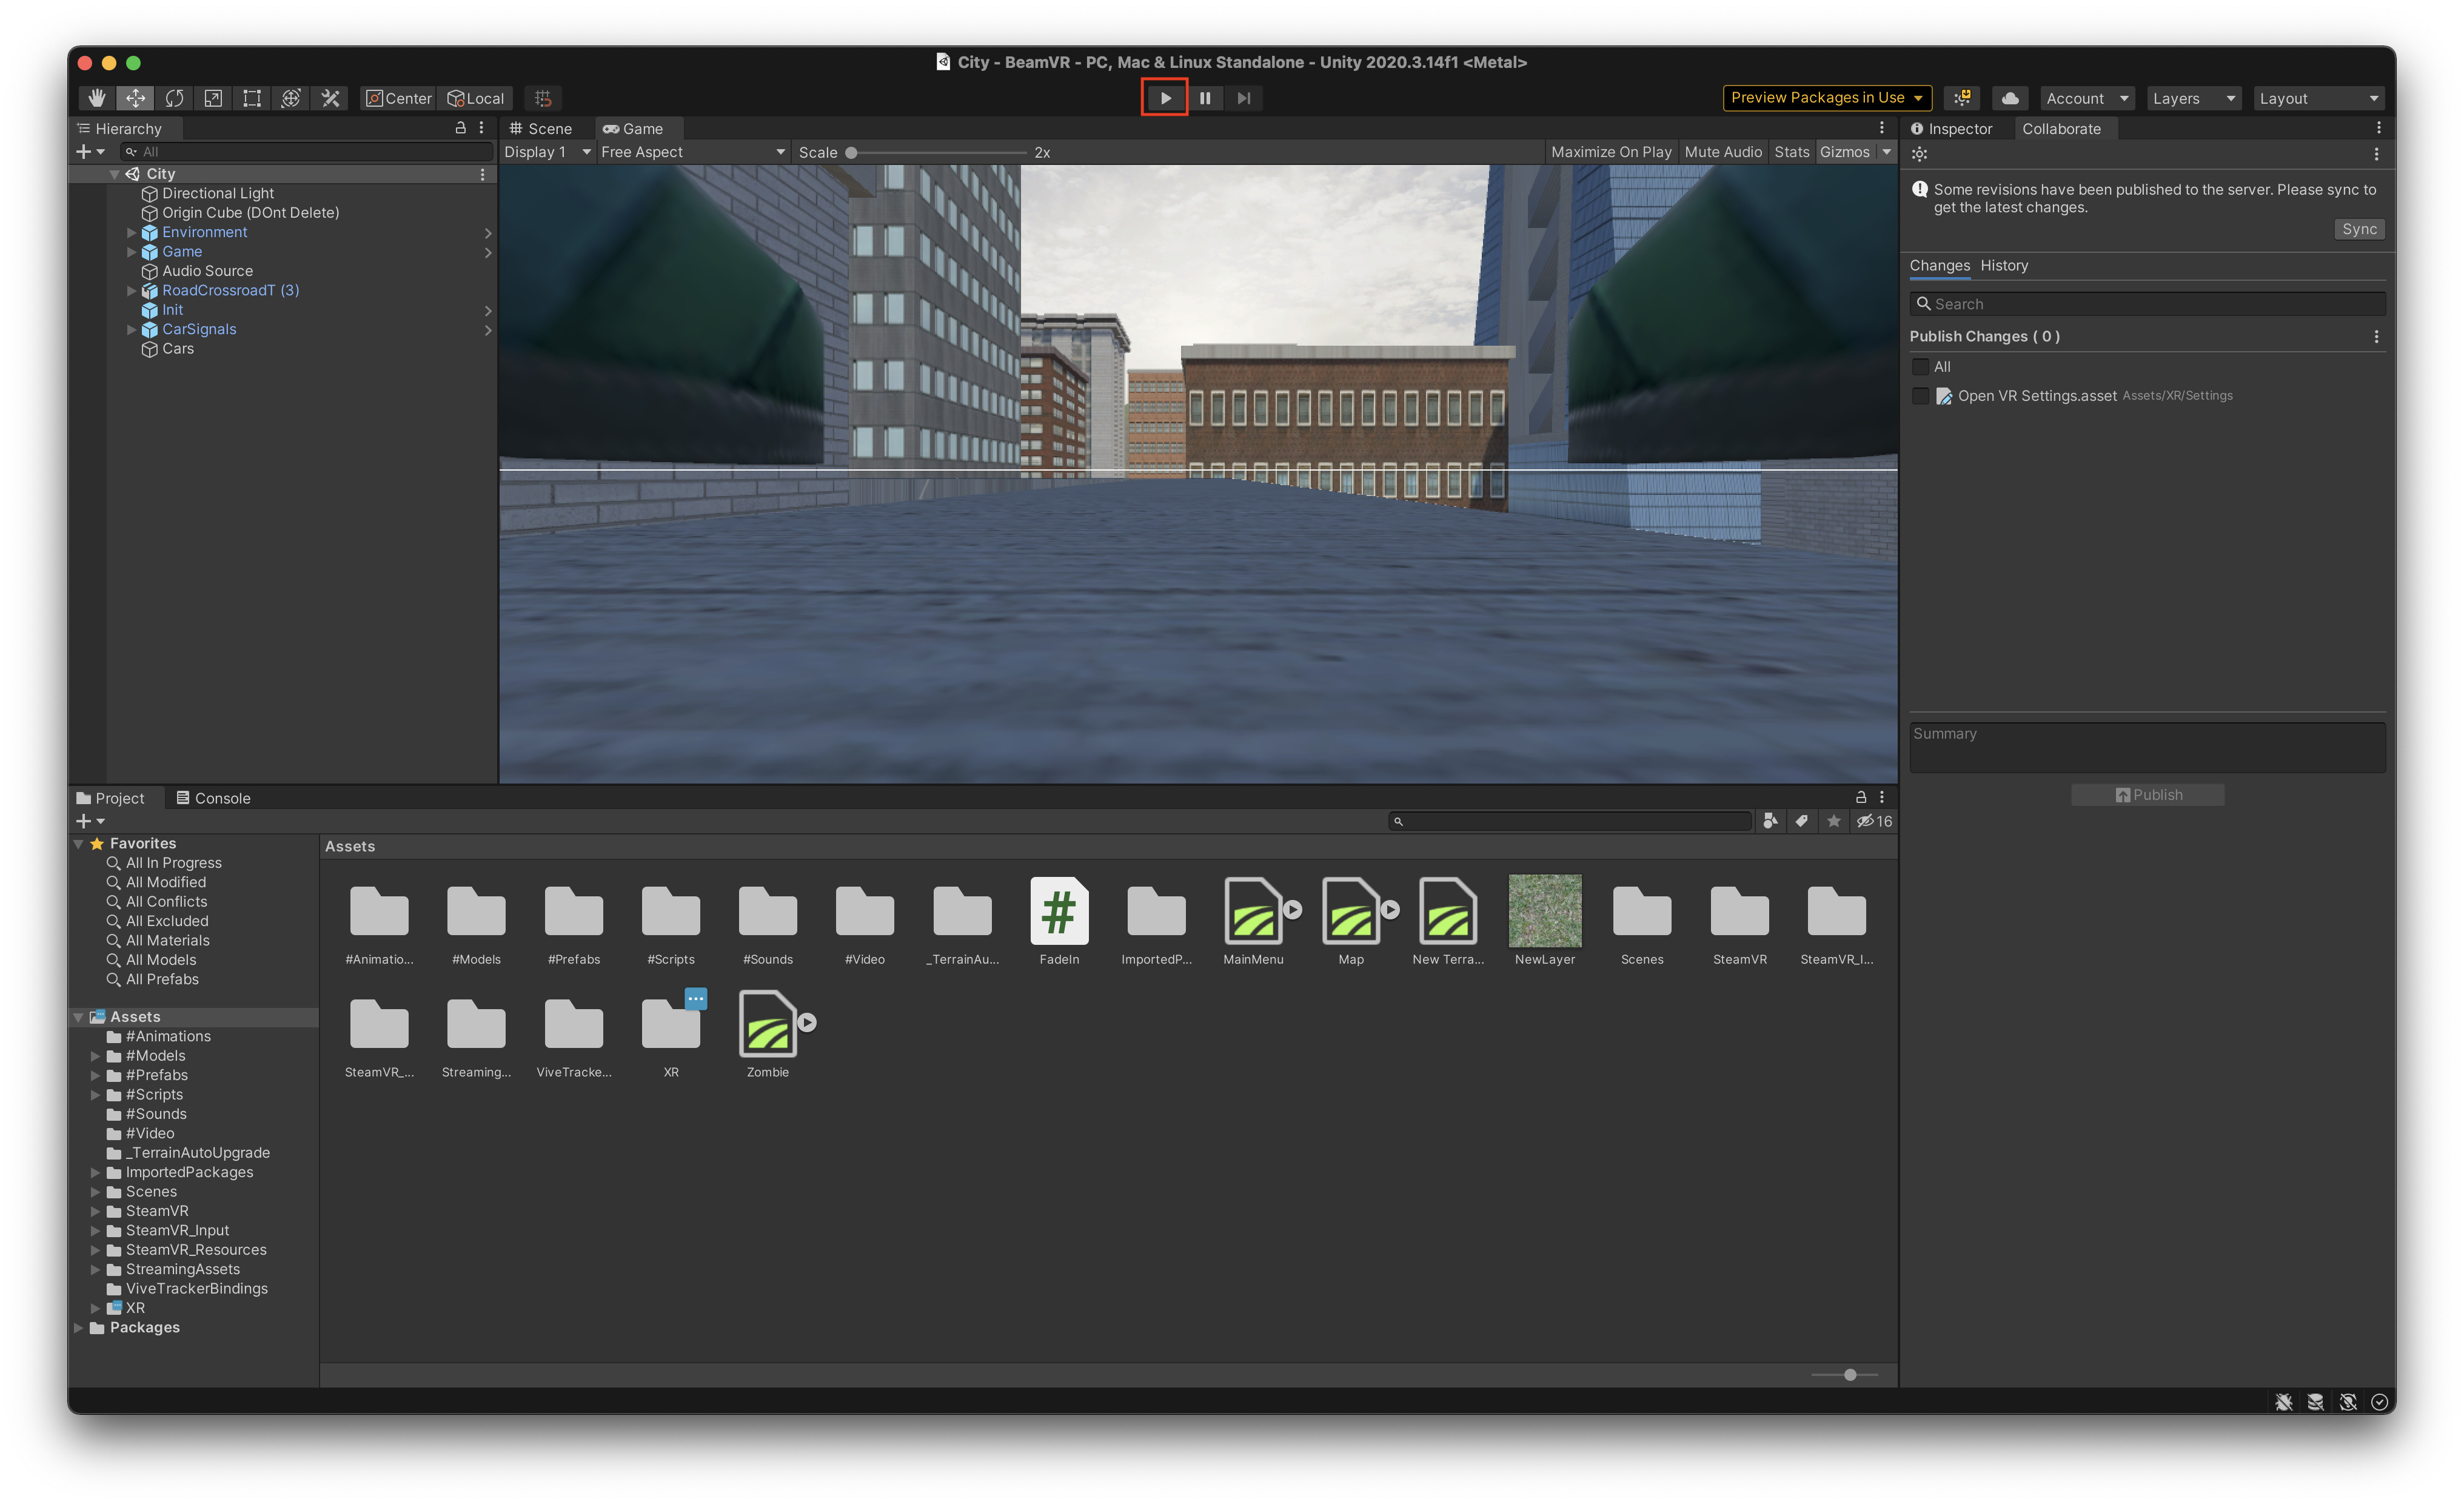 City - BeamVR - PC, Mac & Linux Standalone - Unity 2020.3.14f1 <Metal>
Center Local Preview Packages in Use Account Layers Layout
Hierarchy
All
City
Directional Light
Origin Cube (DOnt Delete)
Environment
Game
Audio Source
RoadCrossroadT (3)
Init
CarSignals
Cars
Scene Game
Display 1 Free Aspect Scale 2x Maximize On Play Mute Audio Stats Gizmos
Inspector Collaborate
Some revisions have been published to the server. Please sync to
get the latest changes.
Sync
Changes History
Search
Publish Changes ( 0 )
All
Open VR Settings.asset Assets/XR/Settings
Summary
Publish
Project Console
16
Favorites
All In Progress
All Modified
All Conflicts
All Excluded
All Materials
All Models
All Prefabs
Assets
#Animations
#Models
#Prefabs
#Scripts
#Sounds
#Video
_TerrainAutoUpgrade
ImportedPackages
Scenes
SteamVR
SteamVR_Input
SteamVR_Resources
StreamingAssets
ViveTrackerBindings
XR
Packages
Assets
#
#Animatio... #Models #Prefabs #Scripts #Sounds #Video _TerrainAu... FadeIn ImportedP... MainMenu Map New Terra... NewLayer Scenes SteamVR SteamVR_I...
SteamVR_... Streaming... ViveTracke... XR Zombie